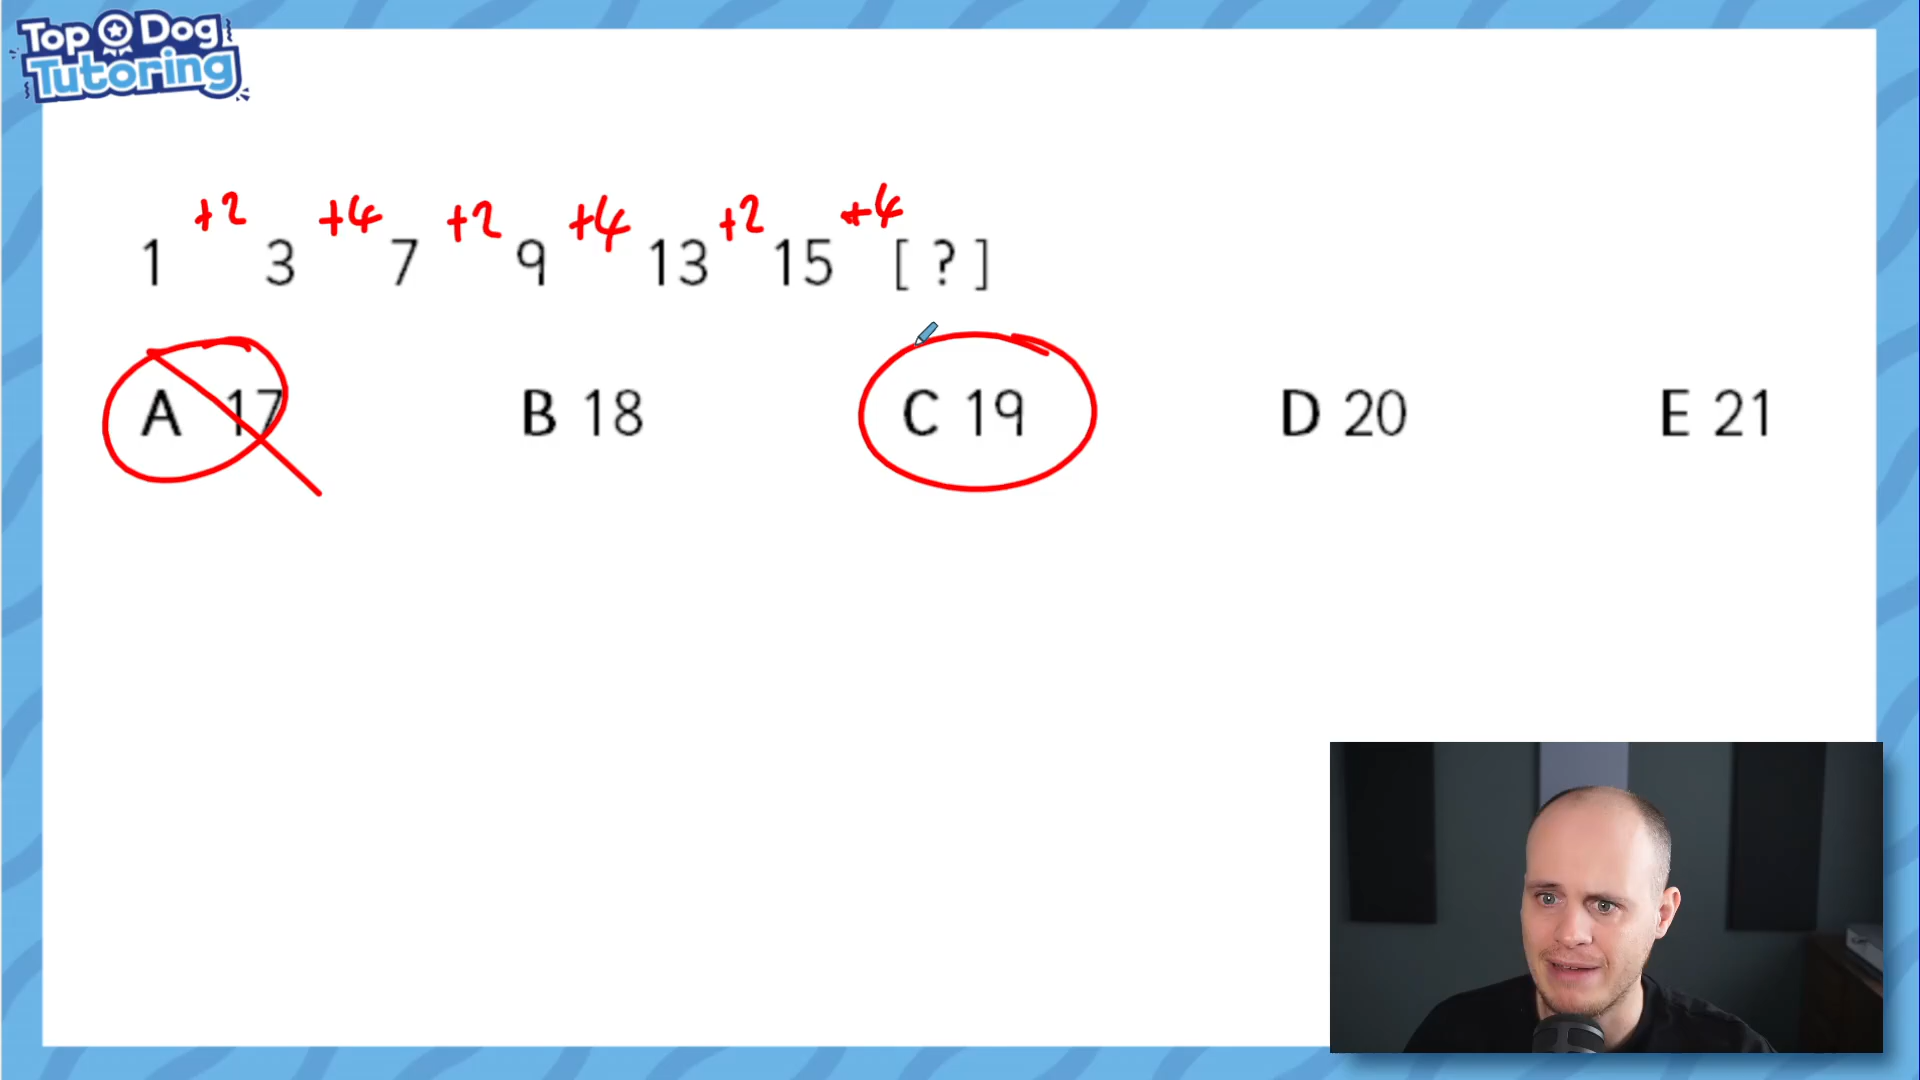 Top Dog
Tutoring
+2 +4 +2 +4 +2 +4
1 3 7 9 13 15 [ ? ]
A 17 B 18 C 19 D 20 E 21